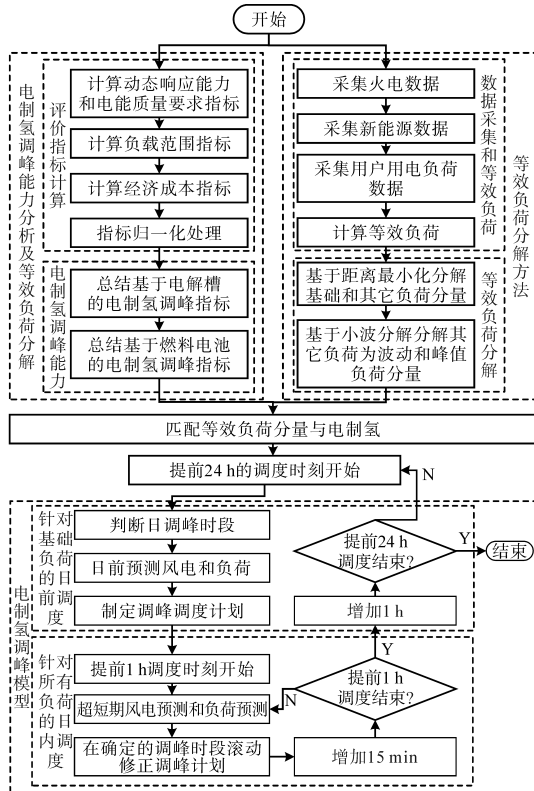 开始
电制氢调峰能力分析及等效负荷分解
评价指标计算
计算动态响应能力
和电能质量要求指标
计算负载范围指标
计算经济成本指标
指标归一化处理
电制氢调峰能力
总结基于电解槽
的电制氢调峰指标
总结基于燃料电池
的电制氢调峰指标
采集火电数据
采集新能源数据
采集用户用电负荷
数据
计算等效负荷
数据采集和等效负荷
基于距离最小化分解
基础和其它负荷分量
基于小波分解分解其
它负荷为波动和峰值
负荷分量
等效负荷分解
等效负荷分解方法
匹配等效负荷分量与电制氢
提前24 h的调度时刻开始
N
电制氢调峰模型
针对
基础
负荷
的日
前调
度
判断日调峰时段
日前预测风电和负荷
制定调峰调度计划
提前24 h
调度结束?
Y
结束
增加1 h
Y
针对
所有
负荷
的日
内调
度
提前1 h调度时刻开始
超短期风电预测和负荷预测
在确定的调峰时段滚动
修正调峰计划
提前1 h
调度结束?
N
增加15 min